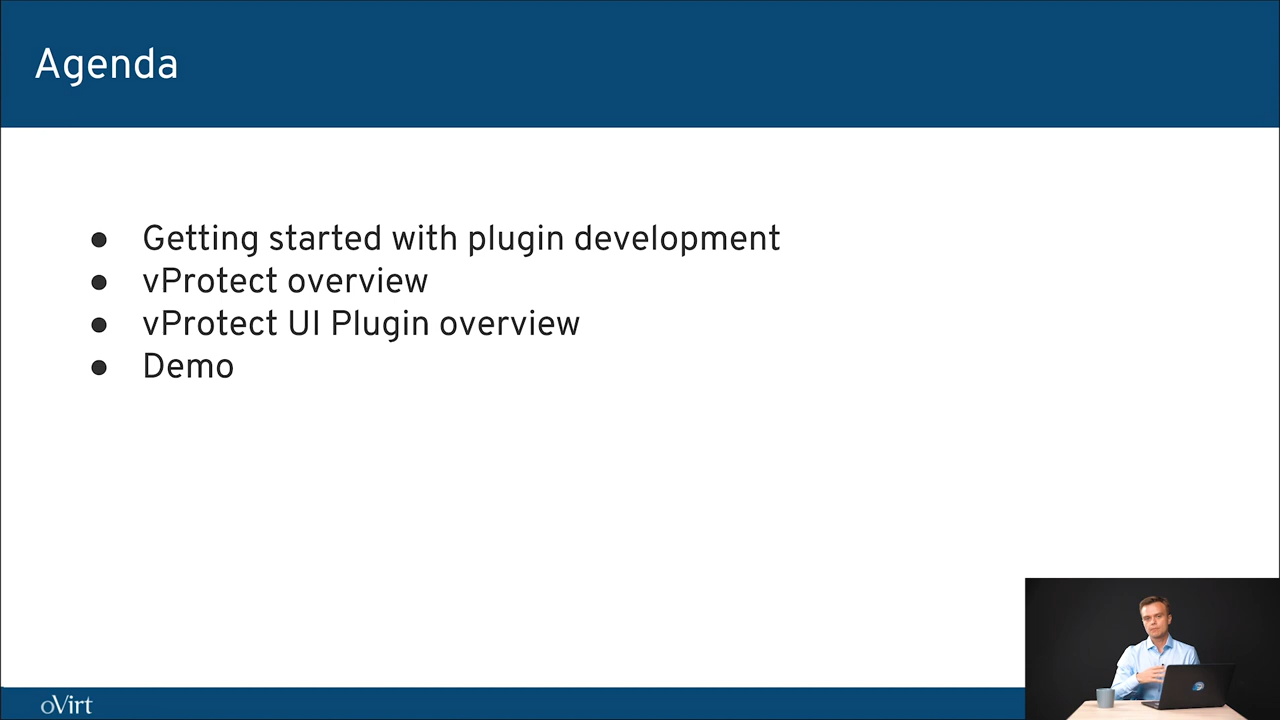 Agenda
● Getting started with plugin development
● vProtect overview
● vProtect UI Plugin overview
● Demo
oVirt